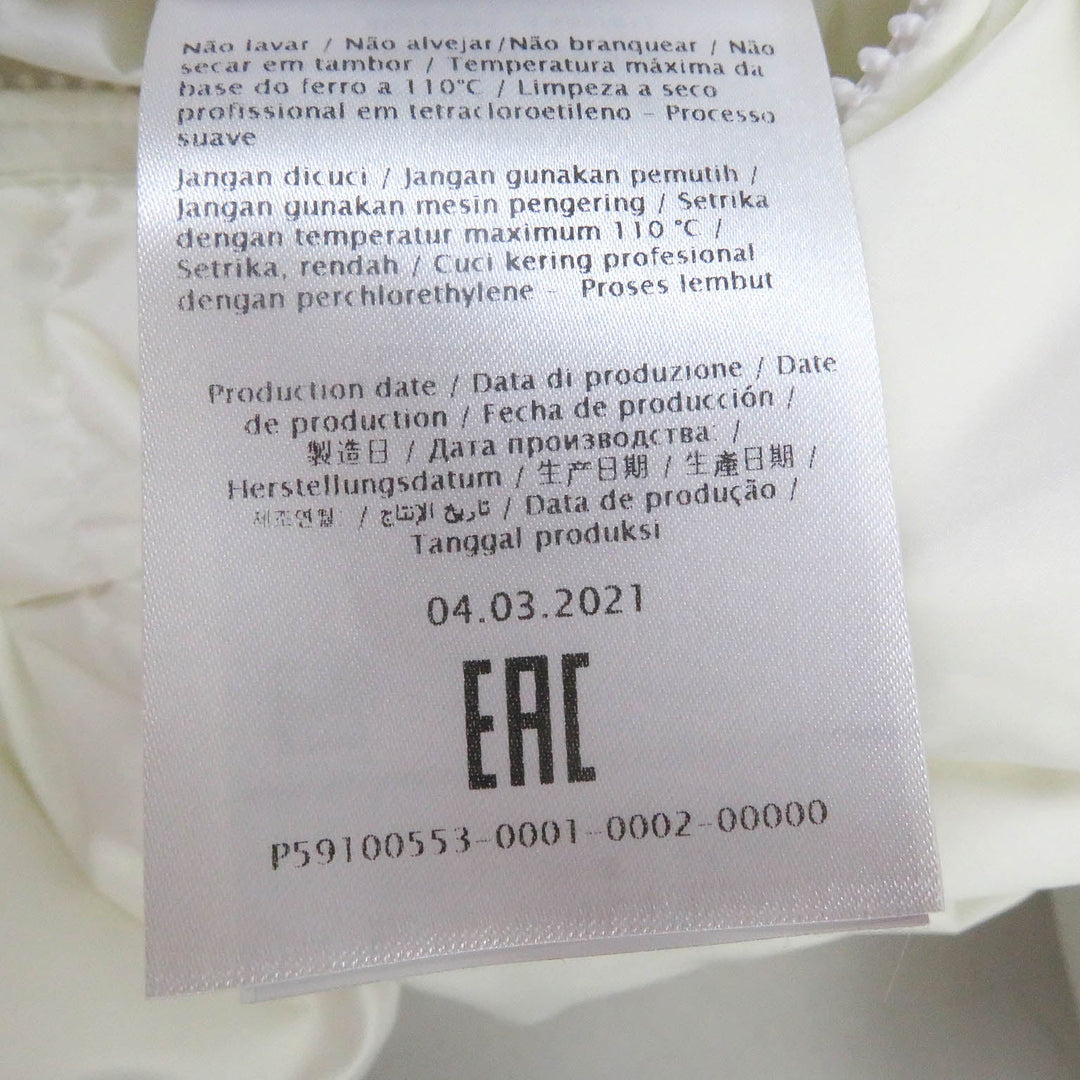 Não lavar / Não alvejar/Não branquear / Não
secar em tambor / Temperatura máxima da
base do ferro a 110°C / Limpeza a seco
profissional em tetracloroetileno - Processo
suave
Jangan dicuci / Jangan gunakan pemutih /
Jangan gunakan mesin pengering / Setrika
dengan temperatur maximum 110 °C /
Setrika, rendah / Cuci kering profesional
dengan perchlorethylene - Proses lembut
Production date / Data di produzione / Date
de production / Fecha de producción /
製造日 / Дата производства: /
Herstellungsdatum / 生产日期 / 生產日期 /
제조연월: / تاريخ الإنتاج / Data de produção /
Tanggal produksi
04.03.2021
EAC
P59100553-0001-0002-00000